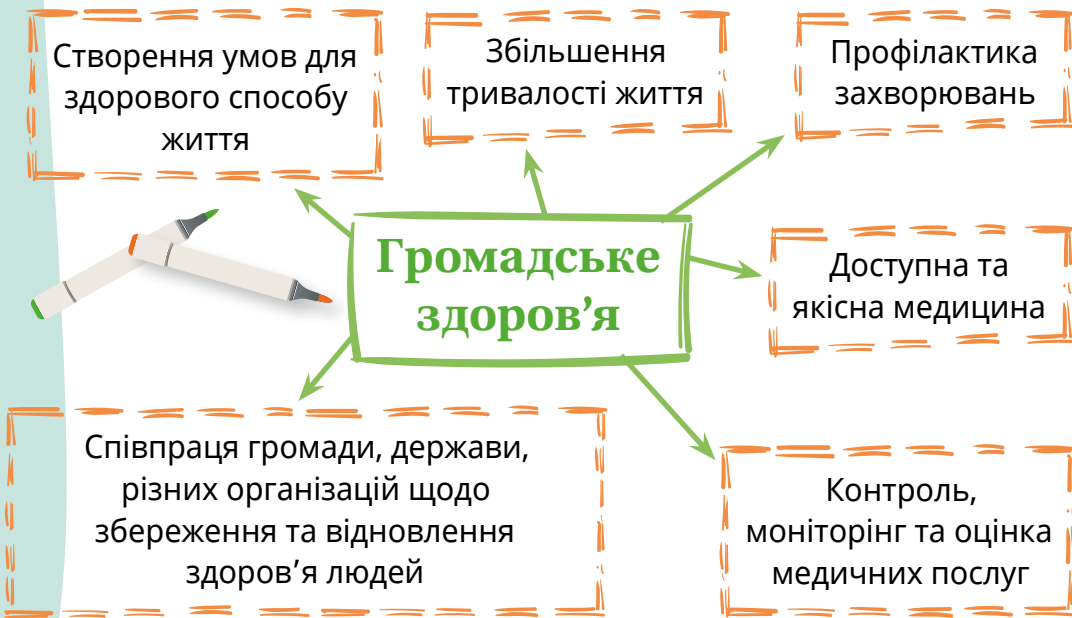 Створення умов для
здорового способу
життя
Збільшення
тривалості життя
Профілактика
захворювань
Громадське
здоров’я
Доступна та
якісна медицина
Співпраця громади, держави,
різних організацій щодо
збереження та відновлення
здоров’я людей
Контроль,
моніторінг та оцінка
медичних послуг